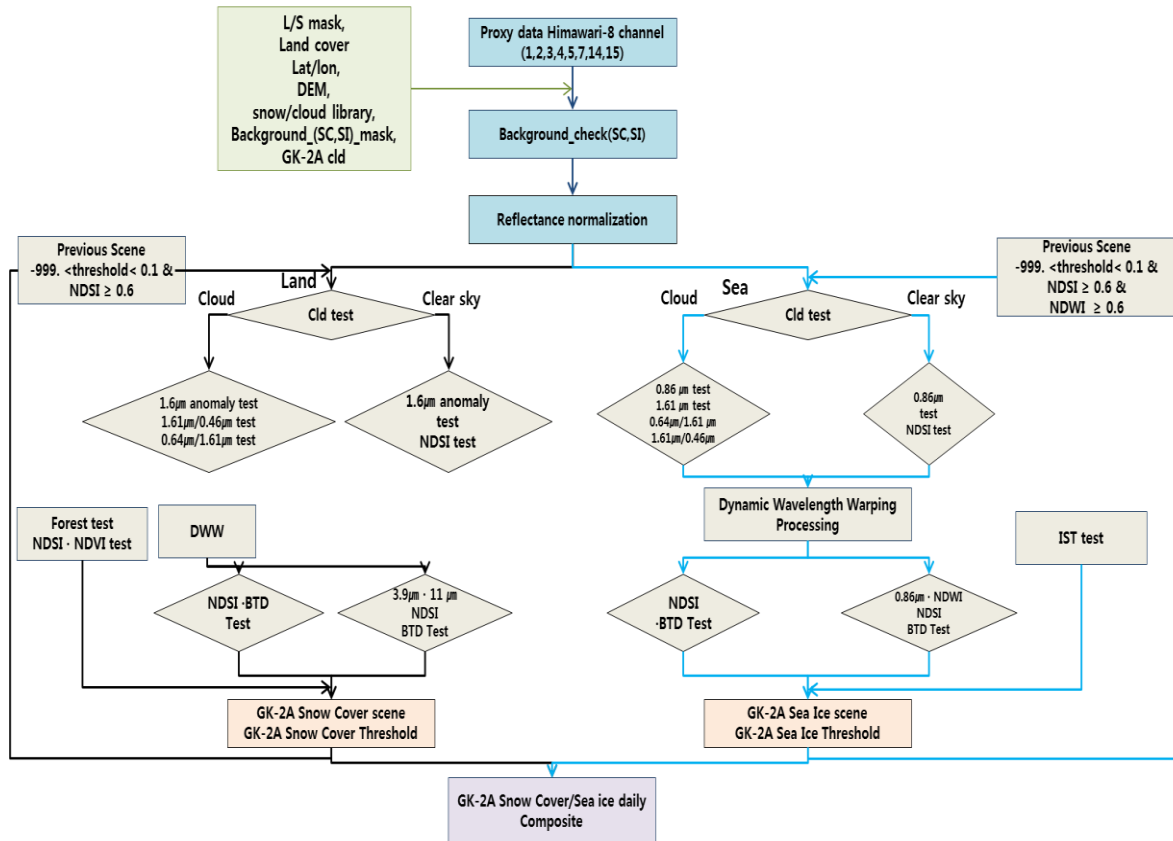 L/S mask,
Land cover
Lat/lon,
DEM,
snow/cloud library,
Background_(SC,SI)_mask,
GK-2A cld
Proxy data Himawari-8 channel
(1,2,3,4,5,7,14,15)
Background_check(SC,SI)
Reflectance normalization
Previous Scene
-999. <threshold< 0.1 &
NDSI ≥ 0.6
Previous Scene
-999. <threshold< 0.1 &
NDSI ≥ 0.6 &
NDWI ≥ 0.6
Land
Cloud
Clear sky
Cld test
Sea
Cloud
Clear sky
Cld test
1.6㎛ anomaly test
1.61㎛/0.46㎛ test
0.64㎛/1.61㎛ test
1.6㎛ anomaly
test
NDSI test
0.86 ㎛ test
1.61 ㎛ test
0.64㎛/1.61 ㎛
1.61㎛/0.46㎛
0.86㎛
test
NDSI test
Dynamic Wavelength Warping
Processing
Forest test
NDSI · NDVI test
DWW
IST test
NDSI ·BTD
Test
3.9㎛ · 11 ㎛
NDSI
BTD Test
NDSI
·BTD Test
0.86㎛ · NDWI
NDSI
BTD Test
GK-2A Snow Cover scene
GK-2A Snow Cover Threshold
GK-2A Sea Ice scene
GK-2A Sea Ice Threshold
GK-2A Snow Cover/Sea ice daily
Composite